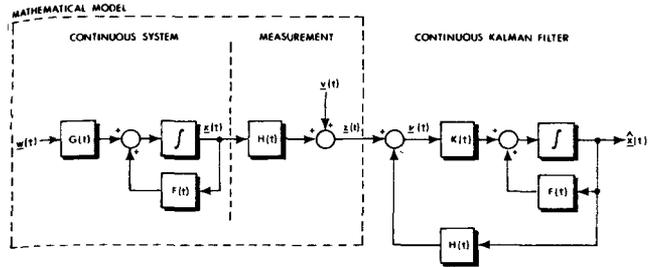 MATHEMATICAL MODEL
CONTINUOUS SYSTEM
MEASUREMENT
CONTINUOUS KALMAN FILTER
v(t)
w(t)
G(t)
+
+
∫
x(t)
H(t)
+
+
z(t)
+
-
ν(t)
K(t)
+
+
∫
x̂(t)
F(t)
F(t)
H(t)